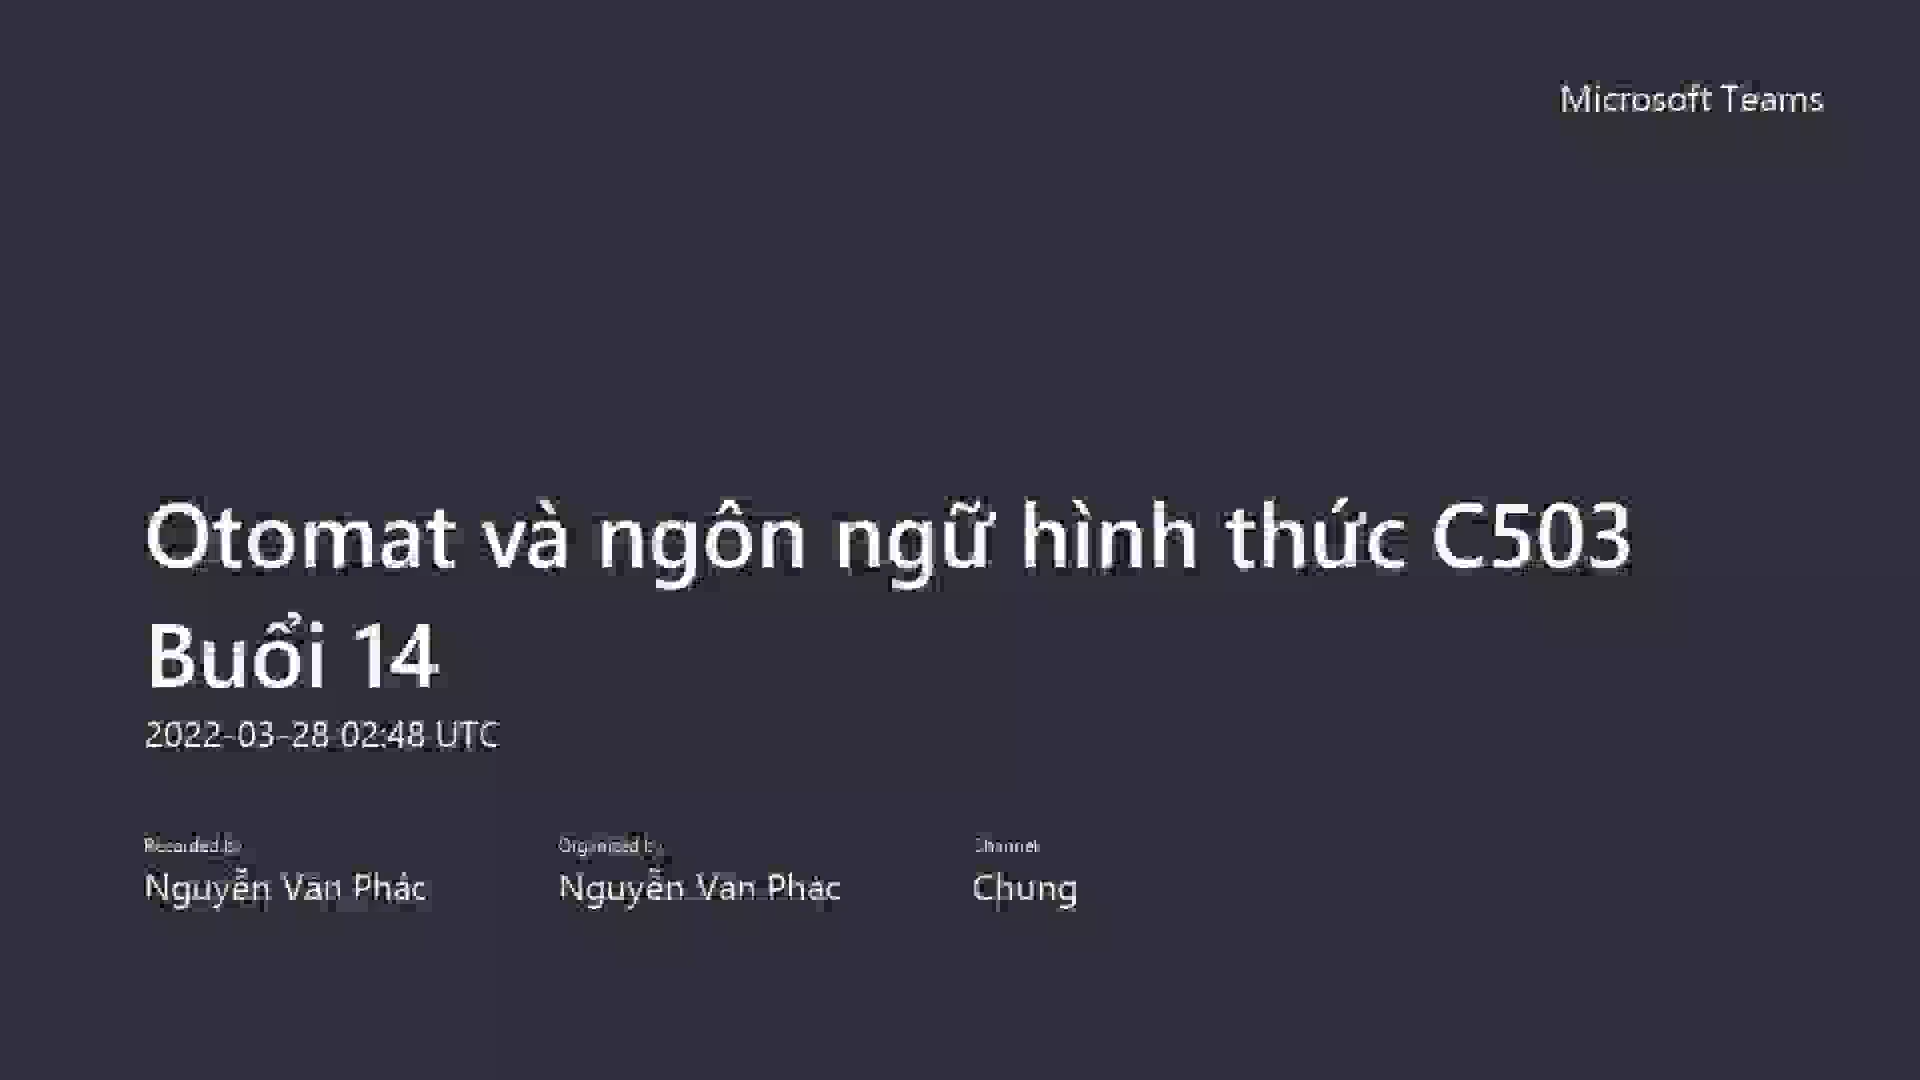 Microsoft Teams
Otomat và ngôn ngữ hình thức C503
Buổi 14
2022-03-28 02:48 UTC
Recorded by
Organized by
Channel
Nguyễn Văn Phác
Nguyễn Văn Phác
Chung